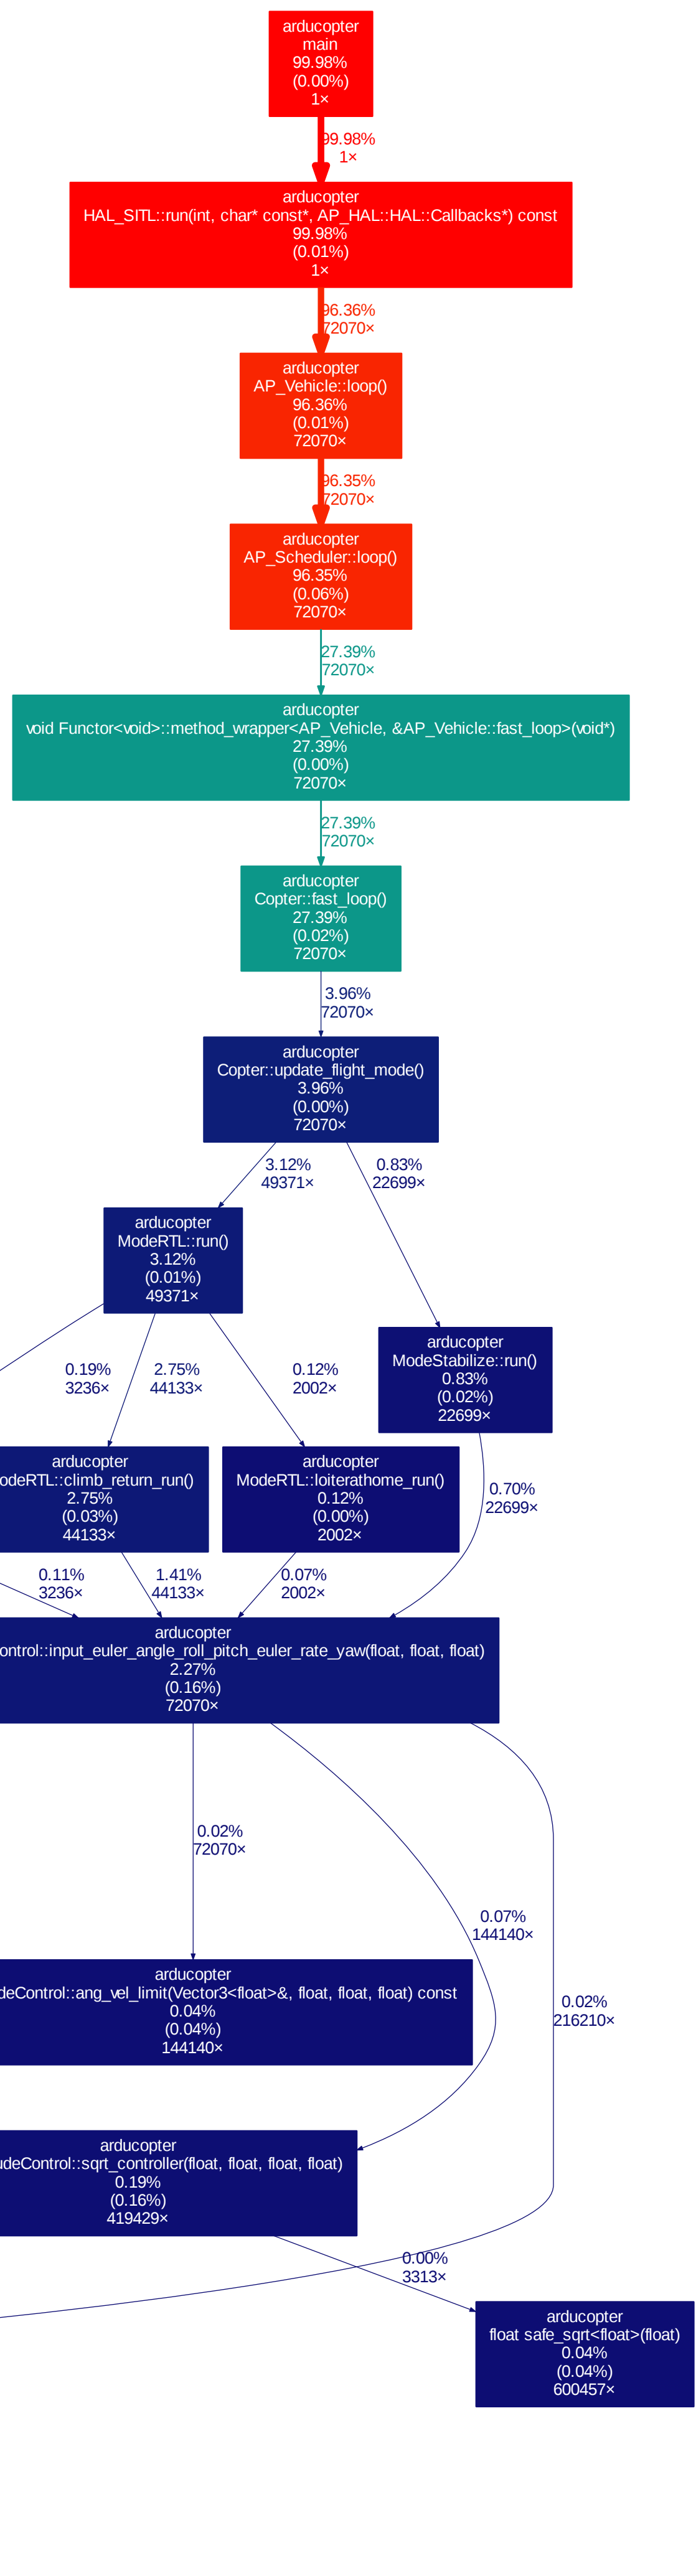 arducopter
main
99.98%
(0.00%)
1×
99.98%
1×
arducopter
HAL_SITL::run(int, char* const*, AP_HAL::HAL::Callbacks*) const
99.98%
(0.01%)
1×
96.36%
72070×
arducopter
AP_Vehicle::loop()
96.36%
(0.01%)
72070×
96.35%
72070×
arducopter
AP_Scheduler::loop()
96.35%
(0.06%)
72070×
27.39%
72070×
arducopter
void Functor<void>::method_wrapper<AP_Vehicle, &AP_Vehicle::fast_loop>(void*)
27.39%
(0.00%)
72070×
27.39%
72070×
arducopter
Copter::fast_loop()
27.39%
(0.02%)
72070×
3.96%
72070×
arducopter
Copter::update_flight_mode()
3.96%
(0.00%)
72070×
3.12%
49371×
0.83%
22699×
arducopter
ModeRTL::run()
3.12%
(0.01%)
49371×
arducopter
ModeStabilize::run()
0.83%
(0.02%)
22699×
0.19%
3236×
2.75%
44133×
0.12%
2002×
arducopter
odeRTL::climb_return_run()
2.75%
(0.03%)
44133×
arducopter
ModeRTL::loiterathome_run()
0.12%
(0.00%)
2002×
0.70%
22699×
0.11%
3236×
1.41%
44133×
0.07%
2002×
arducopter
ontrol::input_euler_angle_roll_pitch_euler_rate_yaw(float, float, float)
2.27%
(0.16%)
72070×
0.02%
72070×
0.07%
144140×
0.02%
216210×
arducopter
deControl::ang_vel_limit(Vector3<float>&, float, float, float) const
0.04%
(0.04%)
144140×
arducopter
udeControl::sqrt_controller(float, float, float, float)
0.19%
(0.16%)
419429×
0.00%
3313×
arducopter
float safe_sqrt<float>(float)
0.04%
(0.04%)
600457×